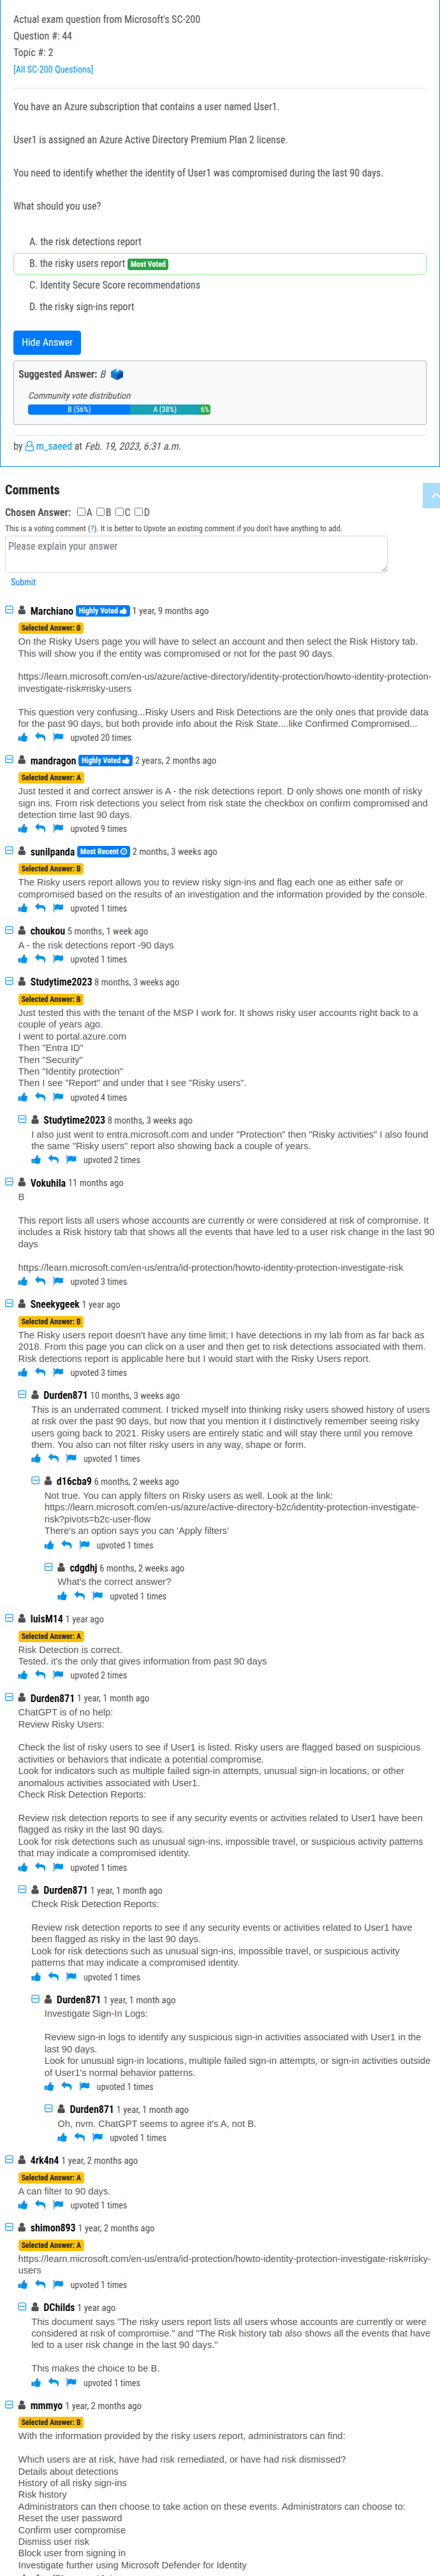 Actual exam question from Microsoft's SC-200
Question #: 44
Topic #: 2
[All SC-200 Questions]
You have an Azure subscription that contains a user named User1.
User1 is assigned an Azure Active Directory Premium Plan 2 license.
You need to identify whether the identity of User1 was compromised during the last 90 days.
What should you use?
A. the risk detections report
B. the risky users report Most Voted
C. Identity Secure Score recommendations
D. the risky sign-ins report
Hide Answer
Suggested Answer: B
Community vote distribution
B (56%) A (38%) 6%
by m_saeed at Feb. 19, 2023, 6:31 a.m.
Comments
Chosen Answer: A B C D
This is a voting comment (?). It is better to Upvote an existing comment if you don't have anything to add.
Please explain your answer
Submit
Marchiano Highly Voted 1 year, 9 months ago
Selected Answer: B
On the Risky Users page you will have to select an account and then select the Risk History tab.
This will show you if the entity was compromised or not for the past 90 days.
https://learn.microsoft.com/en-us/azure/active-directory/identity-protection/howto-identity-protection-
investigate-risk#risky-users
This question very confusing...Risky Users and Risk Detections are the only ones that provide data
for the past 90 days, but both provide info about the Risk State....like Confirmed Compromised...
upvoted 20 times
mandragon Highly Voted 2 years, 2 months ago
Selected Answer: A
Just tested it and correct answer is A - the risk detections report. D only shows one month of risky
sign ins. From risk detections you select from risk state the checkbox on confirm compromised and
detection time last 90 days.
upvoted 9 times
sunilpanda Most Recent 2 months, 3 weeks ago
Selected Answer: B
The Risky users report allows you to review risky sign-ins and flag each one as either safe or
compromised based on the results of an investigation and the information provided by the console.
upvoted 1 times
choukou 5 months, 1 week ago
A - the risk detections report -90 days
upvoted 1 times
Studytime2023 8 months, 3 weeks ago
Selected Answer: B
Just tested this with the tenant of the MSP I work for. It shows risky user accounts right back to a
couple of years ago.
I went to portal.azure.com
Then "Entra ID"
Then "Security"
Then "Identity protection"
Then I see "Report" and under that I see "Risky users".
upvoted 4 times
Studytime2023 8 months, 3 weeks ago
I also just went to entra.microsoft.com and under "Protection" then "Risky activities" I also found
the same "Risky users" report also showing back a couple of years.
upvoted 2 times
Vokuhila 11 months ago
B
This report lists all users whose accounts are currently or were considered at risk of compromise. It
includes a Risk history tab that shows all the events that have led to a user risk change in the last 90
days
https://learn.microsoft.com/en-us/entra/id-protection/howto-identity-protection-investigate-risk
upvoted 3 times
Sneekygeek 1 year ago
Selected Answer: B
The Risky users report doesn't have any time limit; I have detections in my lab from as far back as
2018. From this page you can click on a user and then get to risk detections associated with them.
Risk detections report is applicable here but I would start with the Risky Users report.
upvoted 3 times
Durden871 10 months, 3 weeks ago
This is an underrated comment. I tricked myself into thinking risky users showed history of users
at risk over the past 90 days, but now that you mention it I distinctively remember seeing risky
users going back to 2021. Risky users are entirely static and will stay there until you remove
them. You also can not filter risky users in any way, shape or form.
upvoted 1 times
d16cba9 6 months, 2 weeks ago
Not true. You can apply filters on Risky users as well. Look at the link:
https://learn.microsoft.com/en-us/azure/active-directory-b2c/identity-protection-investigate-
risk?pivots=b2c-user-flow
There's an option says you can 'Apply filters'
upvoted 1 times
cdgdhj 6 months, 2 weeks ago
What's the correct answer?
upvoted 1 times
luisM14 1 year ago
Selected Answer: A
Risk Detection is correct.
Tested. it's the only that gives information from past 90 days
upvoted 2 times
Durden871 1 year, 1 month ago
ChatGPT is of no help:
Review Risky Users:
Check the list of risky users to see if User1 is listed. Risky users are flagged based on suspicious
activities or behaviors that indicate a potential compromise.
Look for indicators such as multiple failed sign-in attempts, unusual sign-in locations, or other
anomalous activities associated with User1.
Check Risk Detection Reports:
Review risk detection reports to see if any security events or activities related to User1 have been
flagged as risky in the last 90 days.
Look for risk detections such as unusual sign-ins, impossible travel, or suspicious activity patterns
that may indicate a compromised identity.
upvoted 1 times
Durden871 1 year, 1 month ago
Check Risk Detection Reports:
Review risk detection reports to see if any security events or activities related to User1 have
been flagged as risky in the last 90 days.
Look for risk detections such as unusual sign-ins, impossible travel, or suspicious activity
patterns that may indicate a compromised identity.
upvoted 1 times
Durden871 1 year, 1 month ago
Investigate Sign-In Logs:
Review sign-in logs to identify any suspicious sign-in activities associated with User1 in the
last 90 days.
Look for unusual sign-in locations, multiple failed sign-in attempts, or sign-in activities outside
of User1's normal behavior patterns.
upvoted 1 times
Durden871 1 year, 1 month ago
Oh, nvm. ChatGPT seems to agree it's A, not B.
upvoted 1 times
4rk4n4 1 year, 2 months ago
Selected Answer: A
A can filter to 90 days.
upvoted 1 times
shimon893 1 year, 2 months ago
Selected Answer: A
https://learn.microsoft.com/en-us/entra/id-protection/howto-identity-protection-investigate-risk#risky-
users
upvoted 1 times
DChilds 1 year ago
This document says "The risky users report lists all users whose accounts are currently or were
considered at risk of compromise." and "The Risk history tab also shows all the events that have
led to a user risk change in the last 90 days."
This makes the choice to be B.
upvoted 1 times
mmmyo 1 year, 2 months ago
Selected Answer: B
With the information provided by the risky users report, administrators can find:
Which users are at risk, have had risk remediated, or have had risk dismissed?
Details about detections
History of all risky sign-ins
Risk history
Administrators can then choose to take action on these events. Administrators can choose to:
Reset the user password
Confirm user compromise
Dismiss user risk
Block user from signing in
Investigate further using Microsoft Defender for Identity